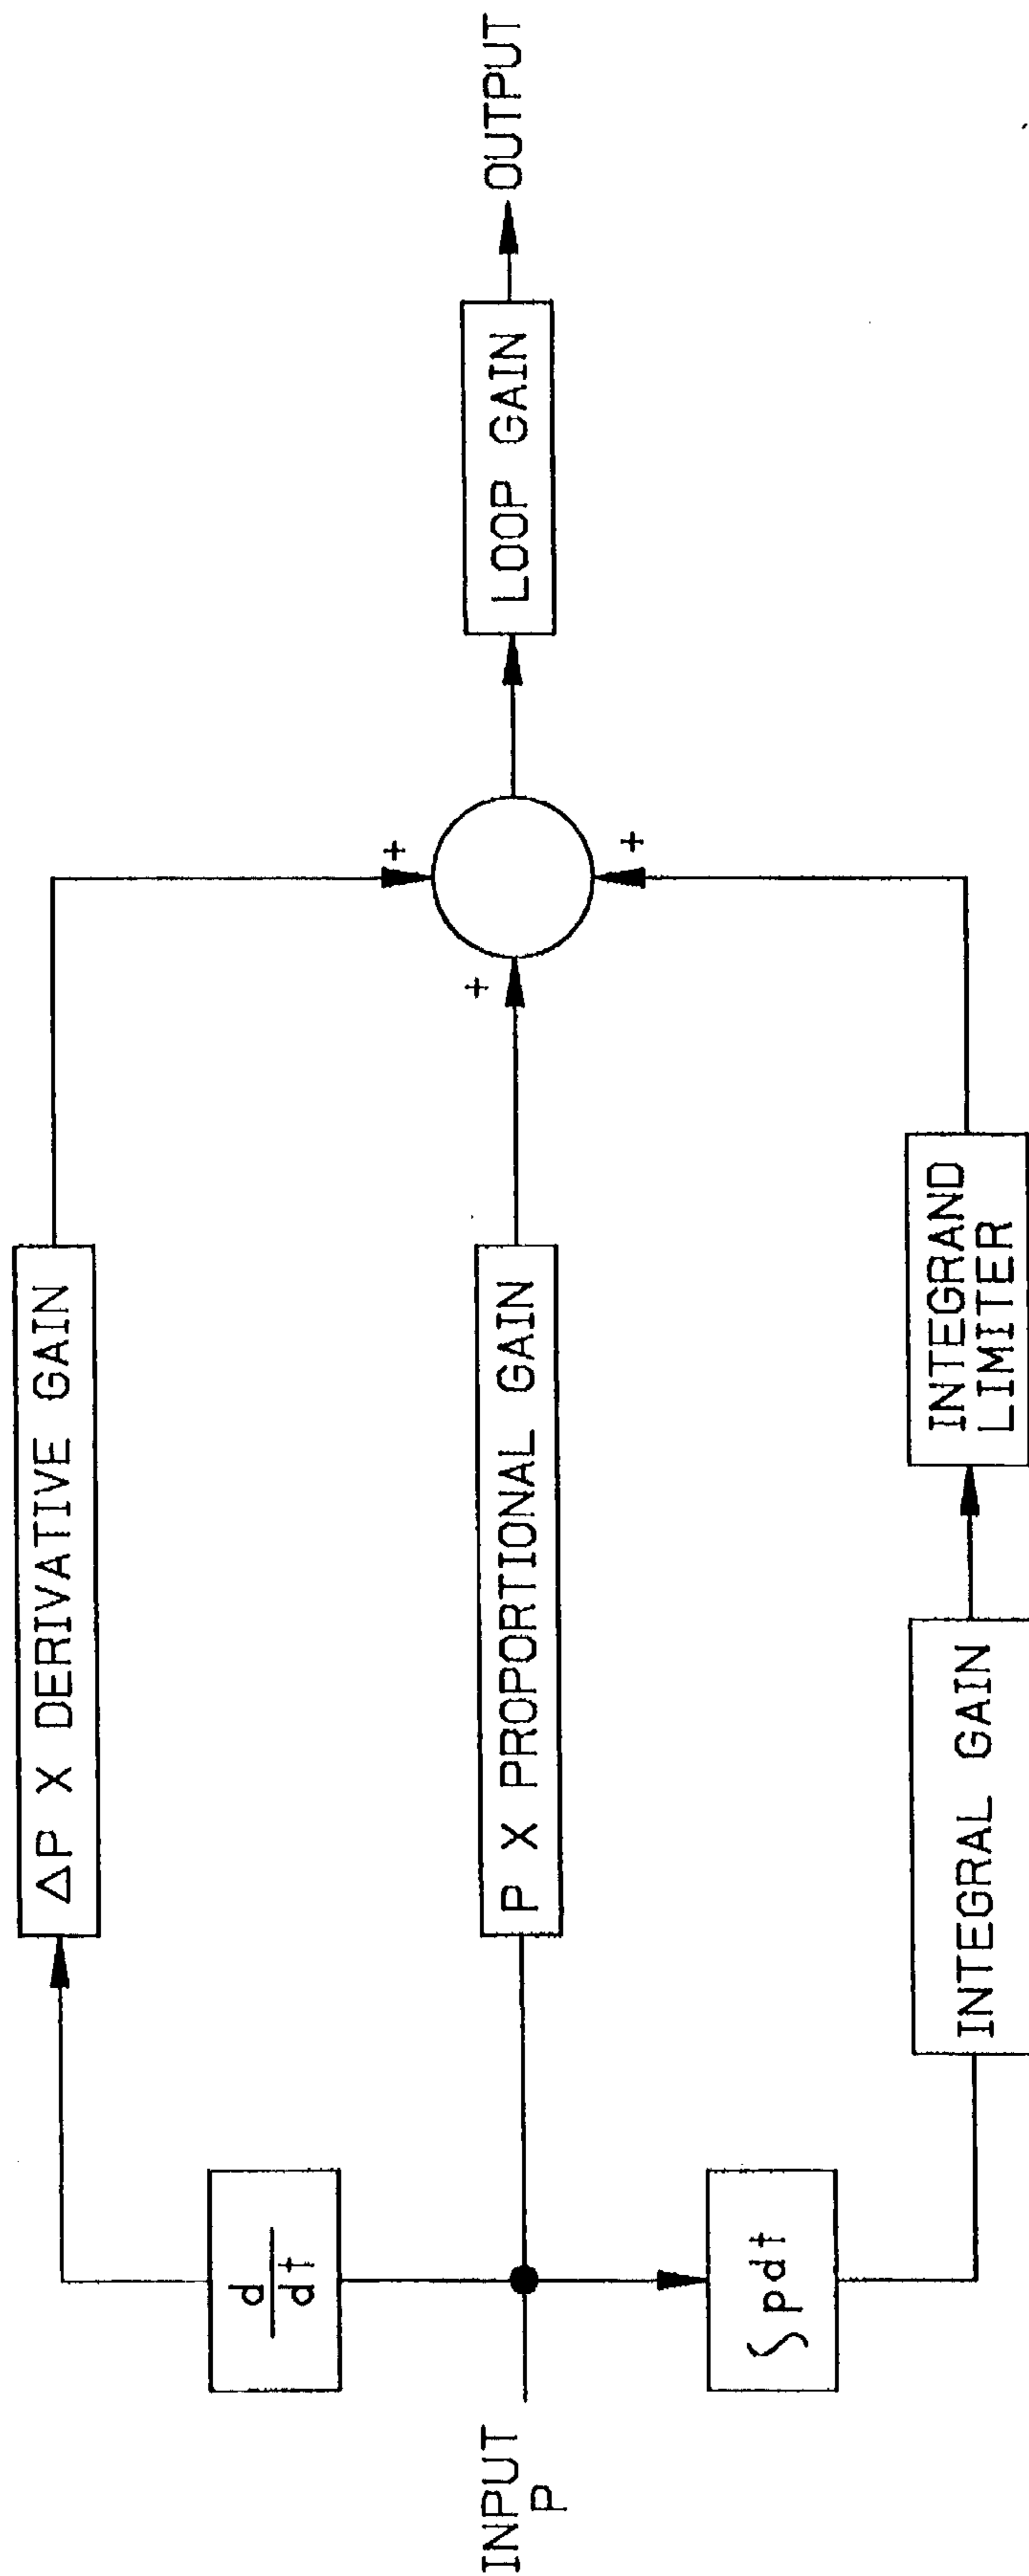 INPUT
P
d
dt
∫pdt
ΔP X DERIVATIVE GAIN
P X PROPORTIONAL GAIN
INTEGRAL GAIN
INTEGRAND
LIMITER
+
+
+
LOOP GAIN
OUTPUT